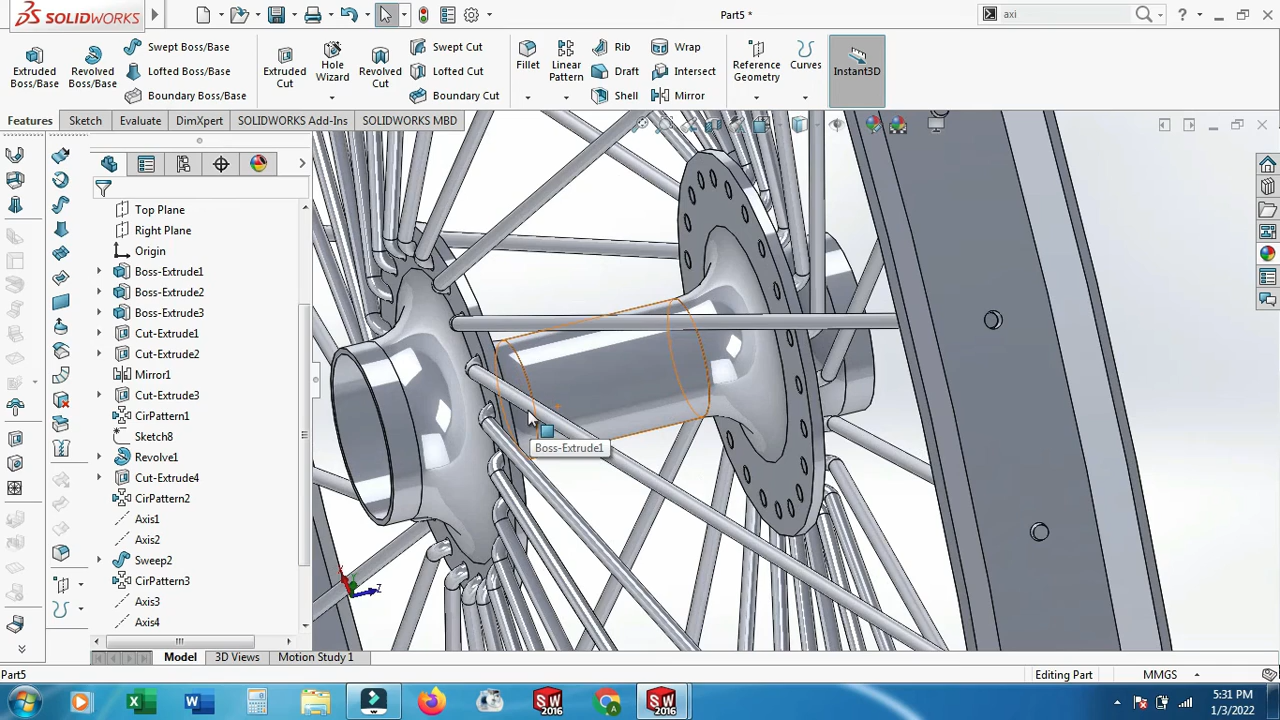 SOLIDWORKS
Part5 *
axi
Extruded Boss/Base
Revolved Boss/Base
Swept Boss/Base
Lofted Boss/Base
Boundary Boss/Base
Extruded Cut
Hole Wizard
Revolved Cut
Swept Cut
Lofted Cut
Boundary Cut
Fillet
Linear Pattern
Rib
Draft
Shell
Wrap
Intersect
Mirror
Reference Geometry
Curves
Instant3D
Features
Sketch
Evaluate
DimXpert
SOLIDWORKS Add-Ins
SOLIDWORKS MBD
Top Plane
Right Plane
Origin
Boss-Extrude1
Boss-Extrude2
Boss-Extrude3
Cut-Extrude1
Cut-Extrude2
Mirror1
Cut-Extrude3
CirPattern1
Sketch8
Revolve1
Cut-Extrude4
CirPattern2
Axis1
Axis2
Sweep2
CirPattern3
Axis3
Axis4
Boss-Extrude1
Z
Model
3D Views
Motion Study 1
Part5
Editing Part
MMGS
SW 2016
SW 2016
5:31 PM
1/3/2022